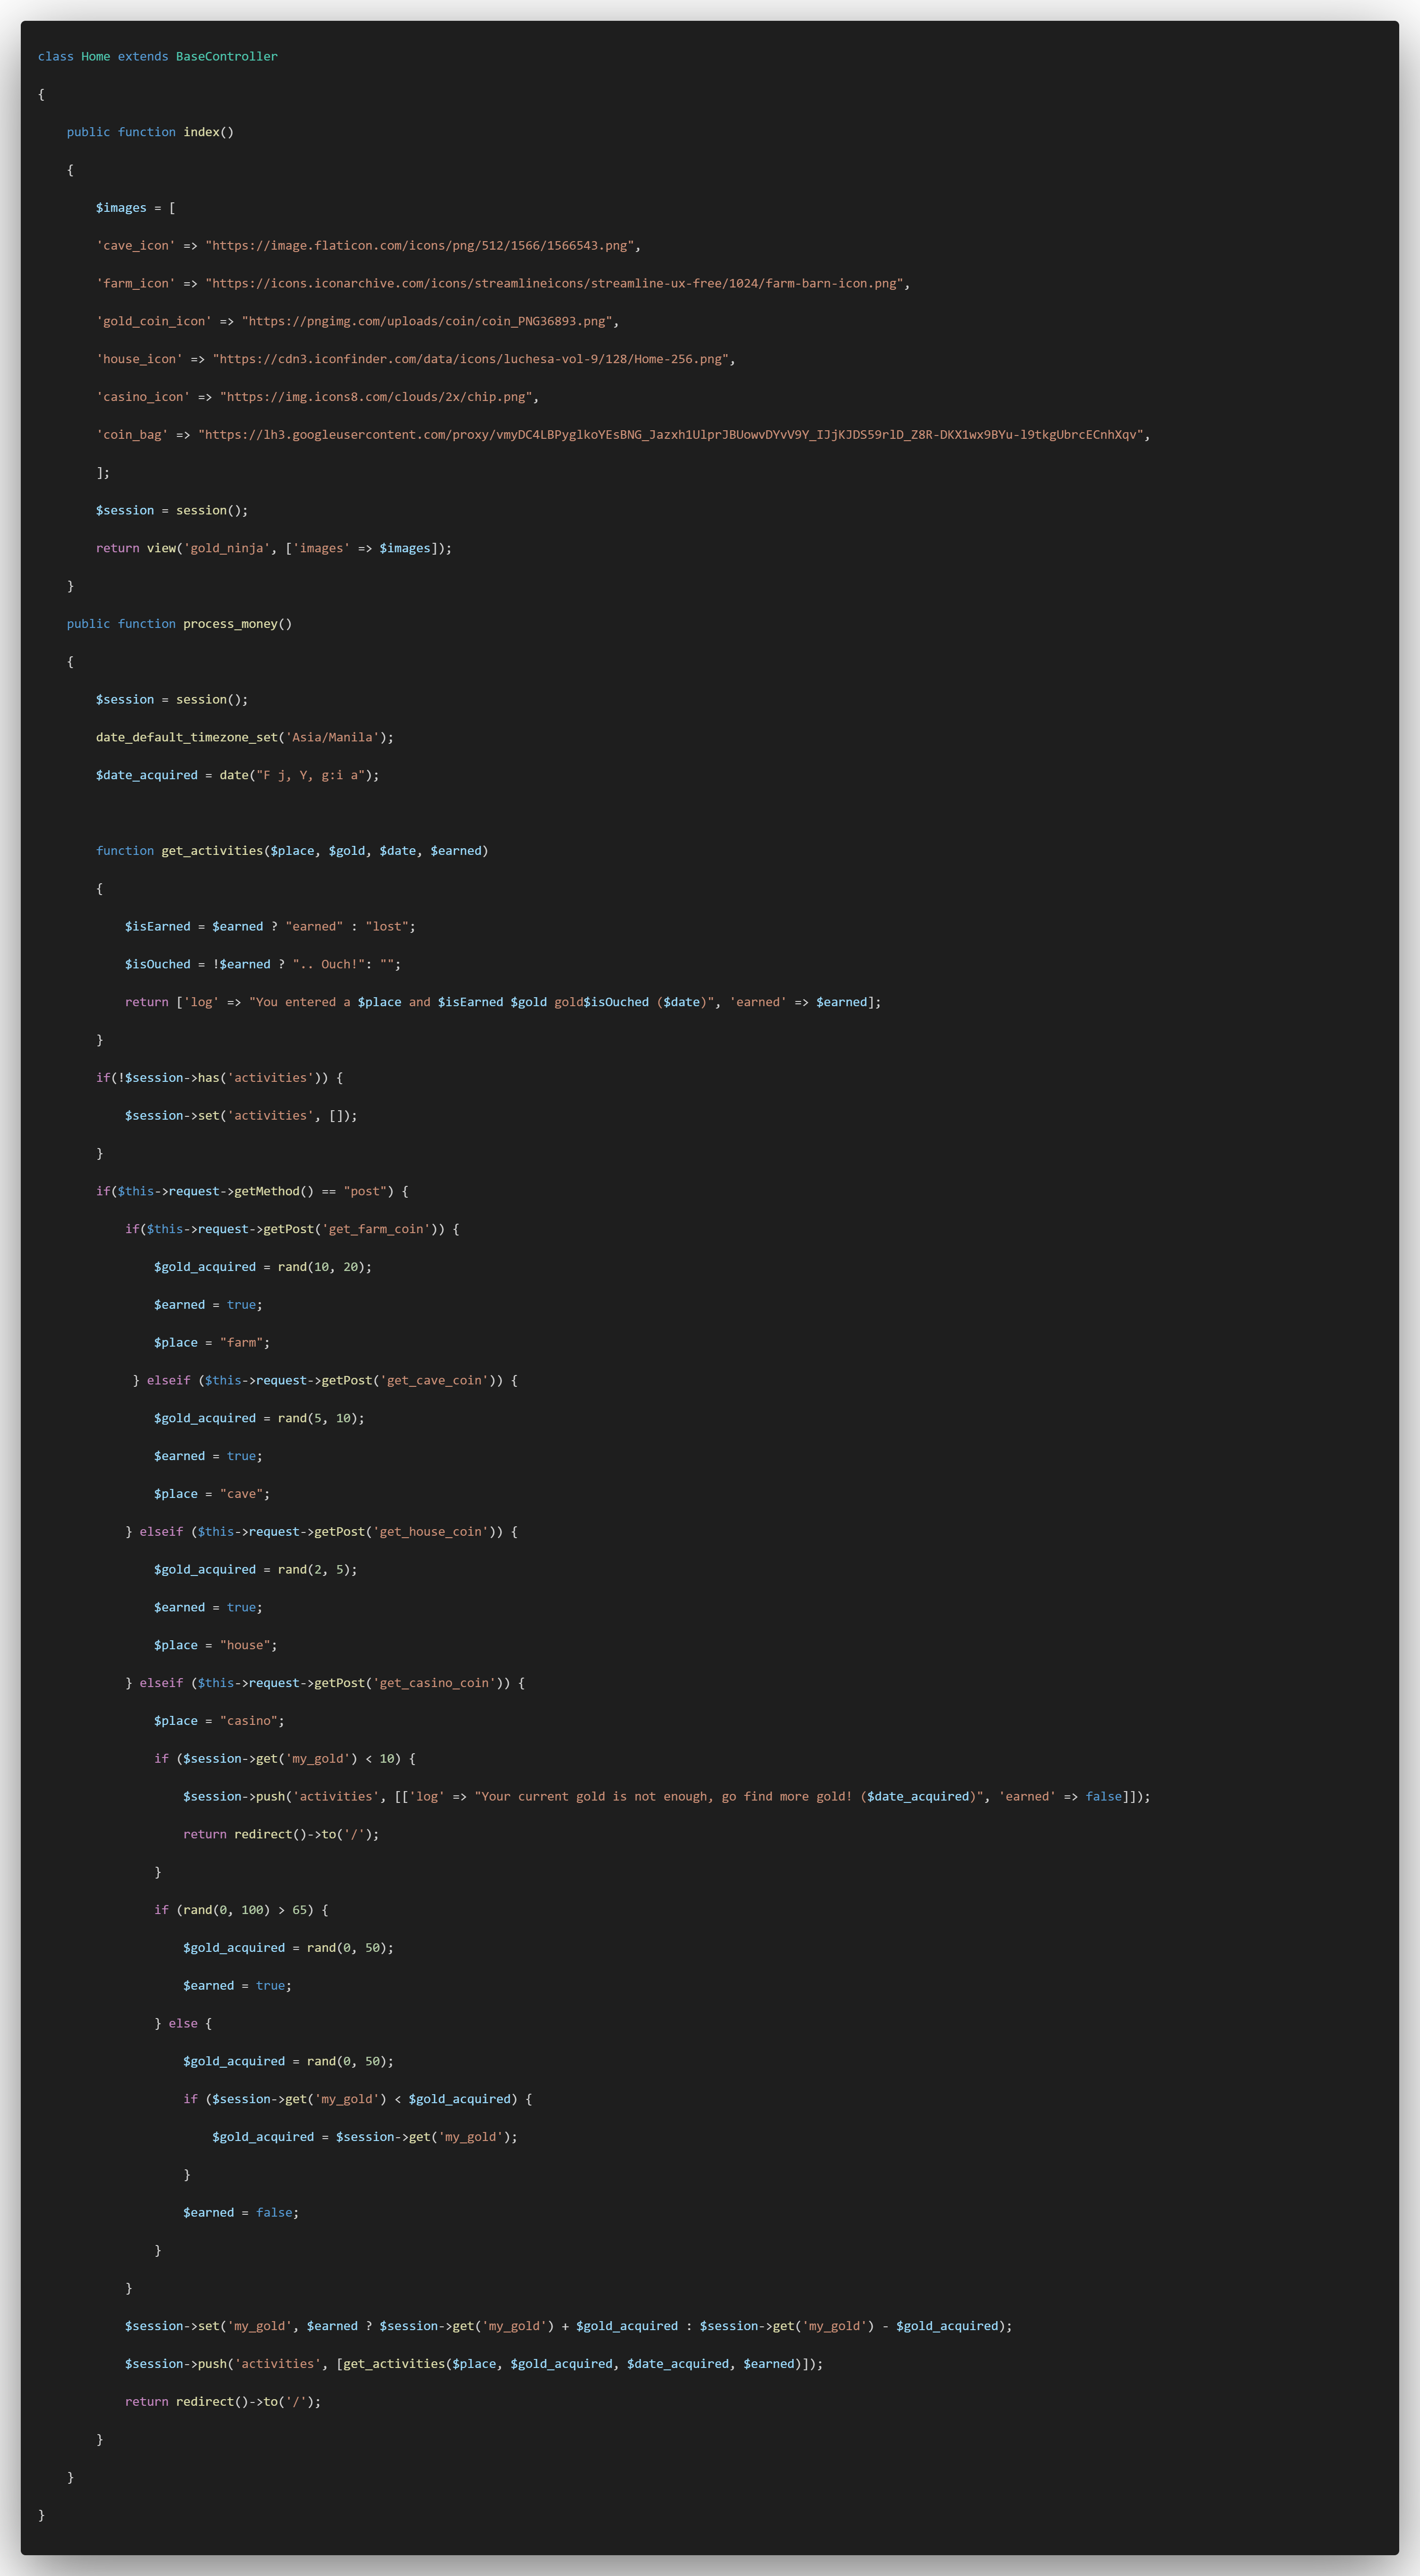 class Home extends BaseController
{
    public function index()
    {
        $images = [
        'cave_icon' => "https://image.flaticon.com/icons/png/512/1566/1566543.png",
        'farm_icon' => "https://icons.iconarchive.com/icons/streamlineicons/streamline-ux-free/1024/farm-barn-icon.png",
        'gold_coin_icon' => "https://pngimg.com/uploads/coin/coin_PNG36893.png",
        'house_icon' => "https://cdn3.iconfinder.com/data/icons/luchesa-vol-9/128/Home-256.png",
        'casino_icon' => "https://img.icons8.com/clouds/2x/chip.png",
        'coin_bag' => "https://lh3.googleusercontent.com/proxy/vmyDC4LBPyglkoYEsBNG_Jazxh1UlprJBUowvDYvV9Y_IJjKJDS59rlD_Z8R-DKX1wx9BYu-l9tkgUbrcECnhXqv",
        ];
        $session = session();
        return view('gold_ninja', ['images' => $images]);
    }
    public function process_money()
    {
        $session = session();
        date_default_timezone_set('Asia/Manila');
        $date_acquired = date("F j, Y, g:i a");
        function get_activities($place, $gold, $date, $earned)
        {
            $isEarned = $earned ? "earned" : "lost";
            $isOuched = !$earned ? ".. Ouch!": "";
            return ['log' => "You entered a $place and $isEarned $gold gold$isOuched ($date)", 'earned' => $earned];
        }
        if(!$session->has('activities')) {
            $session->set('activities', []);
        }
        if($this->request->getMethod() == "post") {
            if($this->request->getPost('get_farm_coin')) {
                $gold_acquired = rand(10, 20);
                $earned = true;
                $place = "farm";
             } elseif ($this->request->getPost('get_cave_coin')) {
                $gold_acquired = rand(5, 10);
                $earned = true;
                $place = "cave";
            } elseif ($this->request->getPost('get_house_coin')) {
                $gold_acquired = rand(2, 5);
                $earned = true;
                $place = "house";
            } elseif ($this->request->getPost('get_casino_coin')) {
                $place = "casino";
                if ($session->get('my_gold') < 10) {
                    $session->push('activities', [['log' => "Your current gold is not enough, go find more gold! ($date_acquired)", 'earned' => false]]);
                    return redirect()->to('/');
                }
                if (rand(0, 100) > 65) {
                    $gold_acquired = rand(0, 50);
                    $earned = true;
                } else {
                    $gold_acquired = rand(0, 50);
                    if ($session->get('my_gold') < $gold_acquired) {
                        $gold_acquired = $session->get('my_gold');
                    }
                    $earned = false;
                }
            }
            $session->set('my_gold', $earned ? $session->get('my_gold') + $gold_acquired : $session->get('my_gold') - $gold_acquired);
            $session->push('activities', [get_activities($place, $gold_acquired, $date_acquired, $earned)]);
            return redirect()->to('/');
        }
    }
}